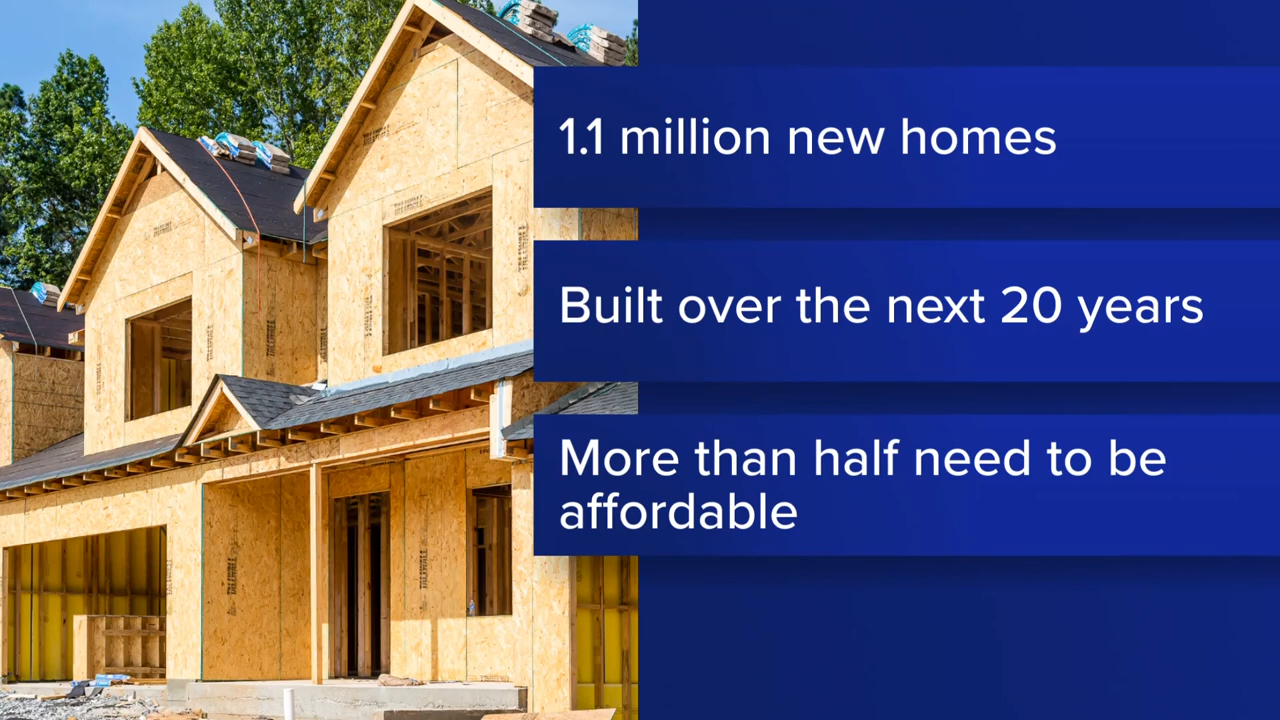 1.1 million new homes
Built over the next 20 years
More than half need to be
affordable